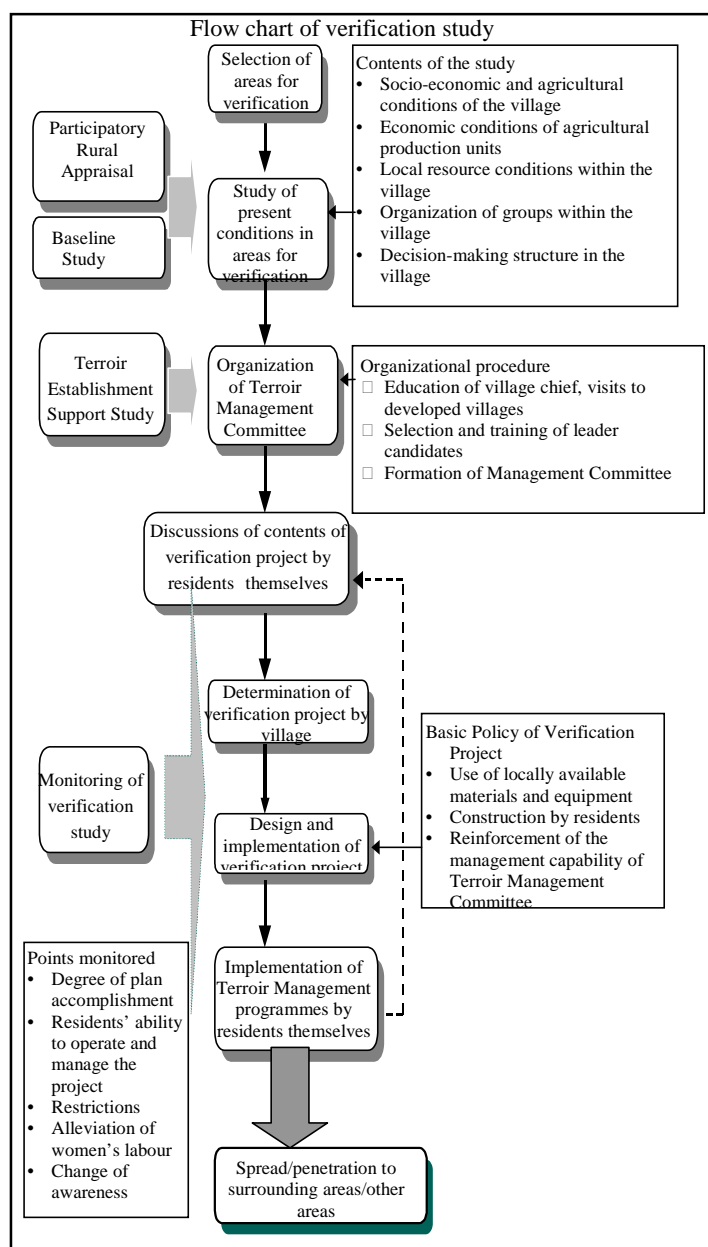 Flow chart of verification study
Selection of
areas for
verification
Contents of the study
• Socio-economic and agricultural
conditions of the village
• Economic conditions of agricultural
production units
• Local resource conditions within the
village
• Organization of groups within the
village
• Decision-making structure in the
village
Participatory
Rural
Appraisal
Baseline
Study
Study of
present
conditions in
areas for
verification
Terroir
Establishment
Support Study
Organization
of Terroir
Management
Committee
Organizational procedure
□ Education of village chief, visits to
developed villages
□ Selection and training of leader
candidates
□ Formation of Management Committee
Discussions of contents of
verification project by
residents themselves
Determination of
verification project by
village
Monitoring of
verification
study
Design and
implementation of
verification project
Basic Policy of Verification
Project
• Use of locally available
materials and equipment
• Construction by residents
• Reinforcement of the
management capability of
Terroir Management
Committee
Points monitored
• Degree of plan
accomplishment
• Residents’ ability
to operate and
manage the
project
• Restrictions
• Alleviation of
women’s labour
• Change of
awareness
Implementation of
Terroir Management
programmes by
residents themselves
Spread/penetration to
surrounding areas/other
areas